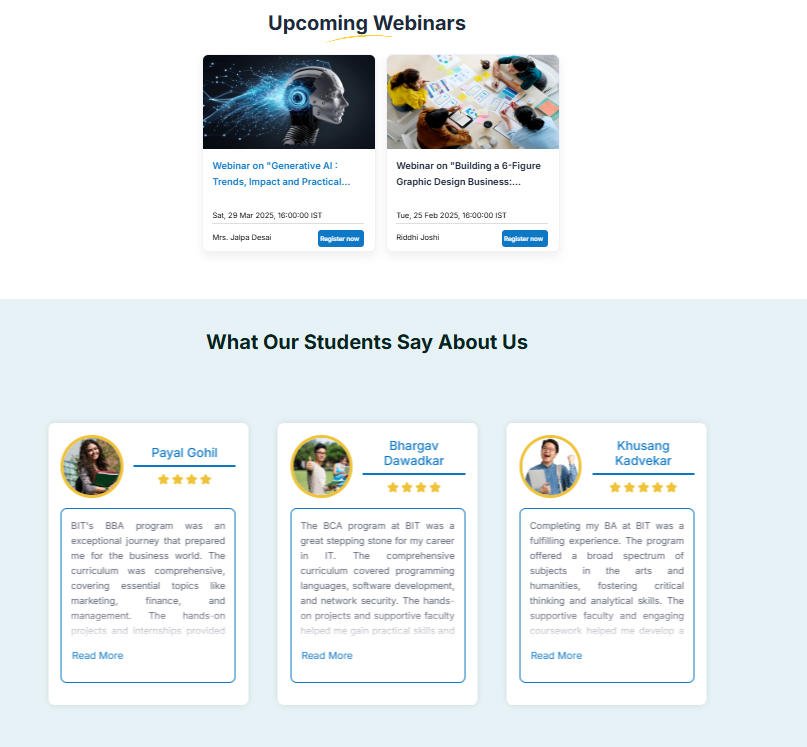 Upcoming Webinars
Webinar on "Generative AI :
Trends, Impact and Practical...
Sat, 29 Mar 2025, 16:00:00 IST
Mrs. Jalpa Desai
Register now
Webinar on "Building a 6-Figure
Graphic Design Business:...
Tue, 25 Feb 2025, 16:00:00 IST
Riddhi Joshi
Register now
What Our Students Say About Us
Payal Gohil
BIT's BBA program was an
exceptional journey that prepared
me for the business world. The
curriculum was comprehensive,
covering essential topics like
marketing, finance, and
management. The hands-on
projects and internships provided
Read More
Bhargav
Dawadkar
The BCA program at BIT was a
great stepping stone for my career
in IT. The comprehensive
curriculum covered programming
languages, software development,
and network security. The hands-
on projects and supportive faculty
helped me gain practical skills and
Read More
Khusang
Kadvekar
Completing my BA at BIT was a
fulfilling experience. The program
offered a broad spectrum of
subjects in the arts and
humanities, fostering critical
thinking and analytical skills. The
supportive faculty and engaging
coursework helped me develop a
Read More